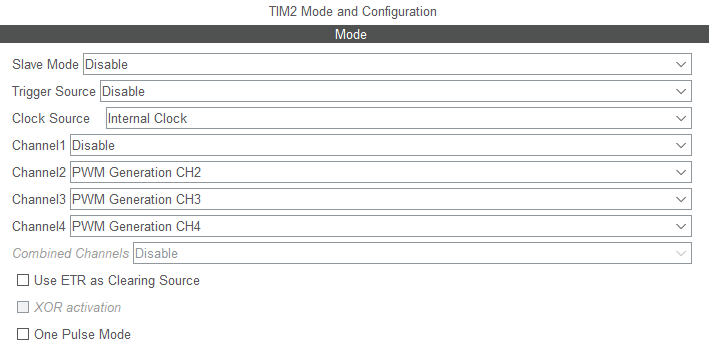 TIM2 Mode and Configuration
Mode
Slave Mode Disable
Trigger Source Disable
Clock Source Internal Clock
Channel1 Disable
Channel2 PWM Generation CH2
Channel3 PWM Generation CH3
Channel4 PWM Generation CH4
Combined Channels Disable
Use ETR as Clearing Source
XOR activation
One Pulse Mode